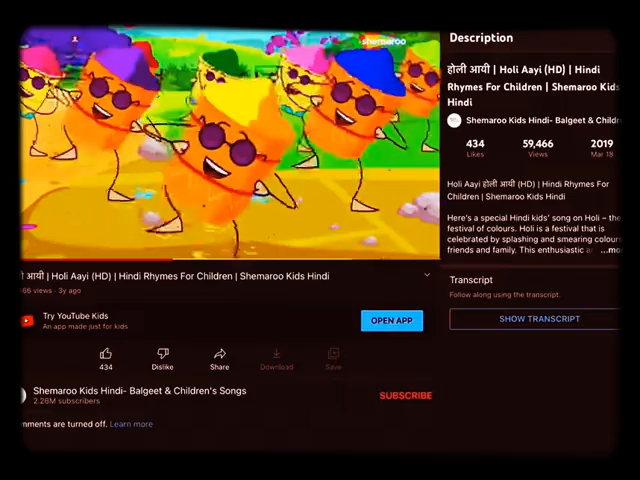 shemaroo
आयी | Holi Aayi (HD) | Hindi Rhymes For Children | Shemaroo Kids Hindi
views · 3y ago
Try YouTube Kids
An app made just for kids
OPEN APP
434
Dislike
Share
Download
Save
Shemaroo Kids Hindi- Balgeet & Children's Songs
2.26M subscribers
SUBSCRIBE
are turned off. Learn more
Description
होली आयी | Holi Aayi (HD) | Hindi
Rhymes For Children | Shemaroo Kids
Hindi
Shemaroo Kids Hindi- Balgeet & Childr
434
59,466
2019
Likes
Views
Mar 18
Holi Aayi होली आयी (HD) | Hindi Rhymes For
Children | Shemaroo Kids Hindi
Here's a special Hindi kids' song on Holi – the
festival of colours. Holi is a festival that is
celebrated by splashing and smearing colours
friends and family. This enthusiastic
Transcript
Follow along using the transcript.
SHOW TRANSCRIPT